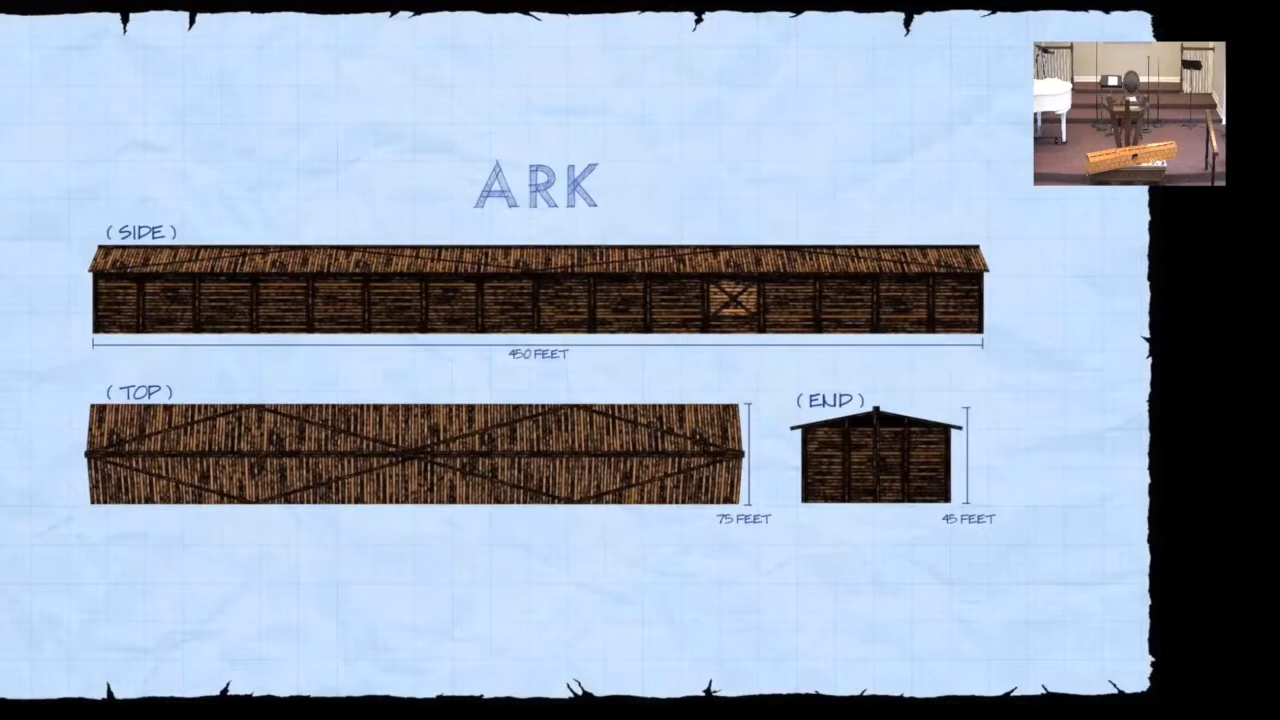 ARK
( SIDE )
450 FEET
( TOP )
( END )
75 FEET
45 FEET